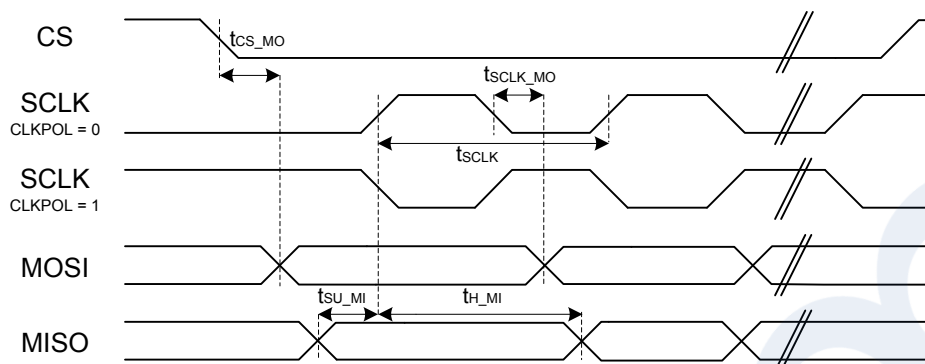 CS
tCS_MO
SCLK
CLKPOL = 0
tSCLK_MO
tSCLK
SCLK
CLKPOL = 1
MOSI
tSU_MI
tH_MI
MISO